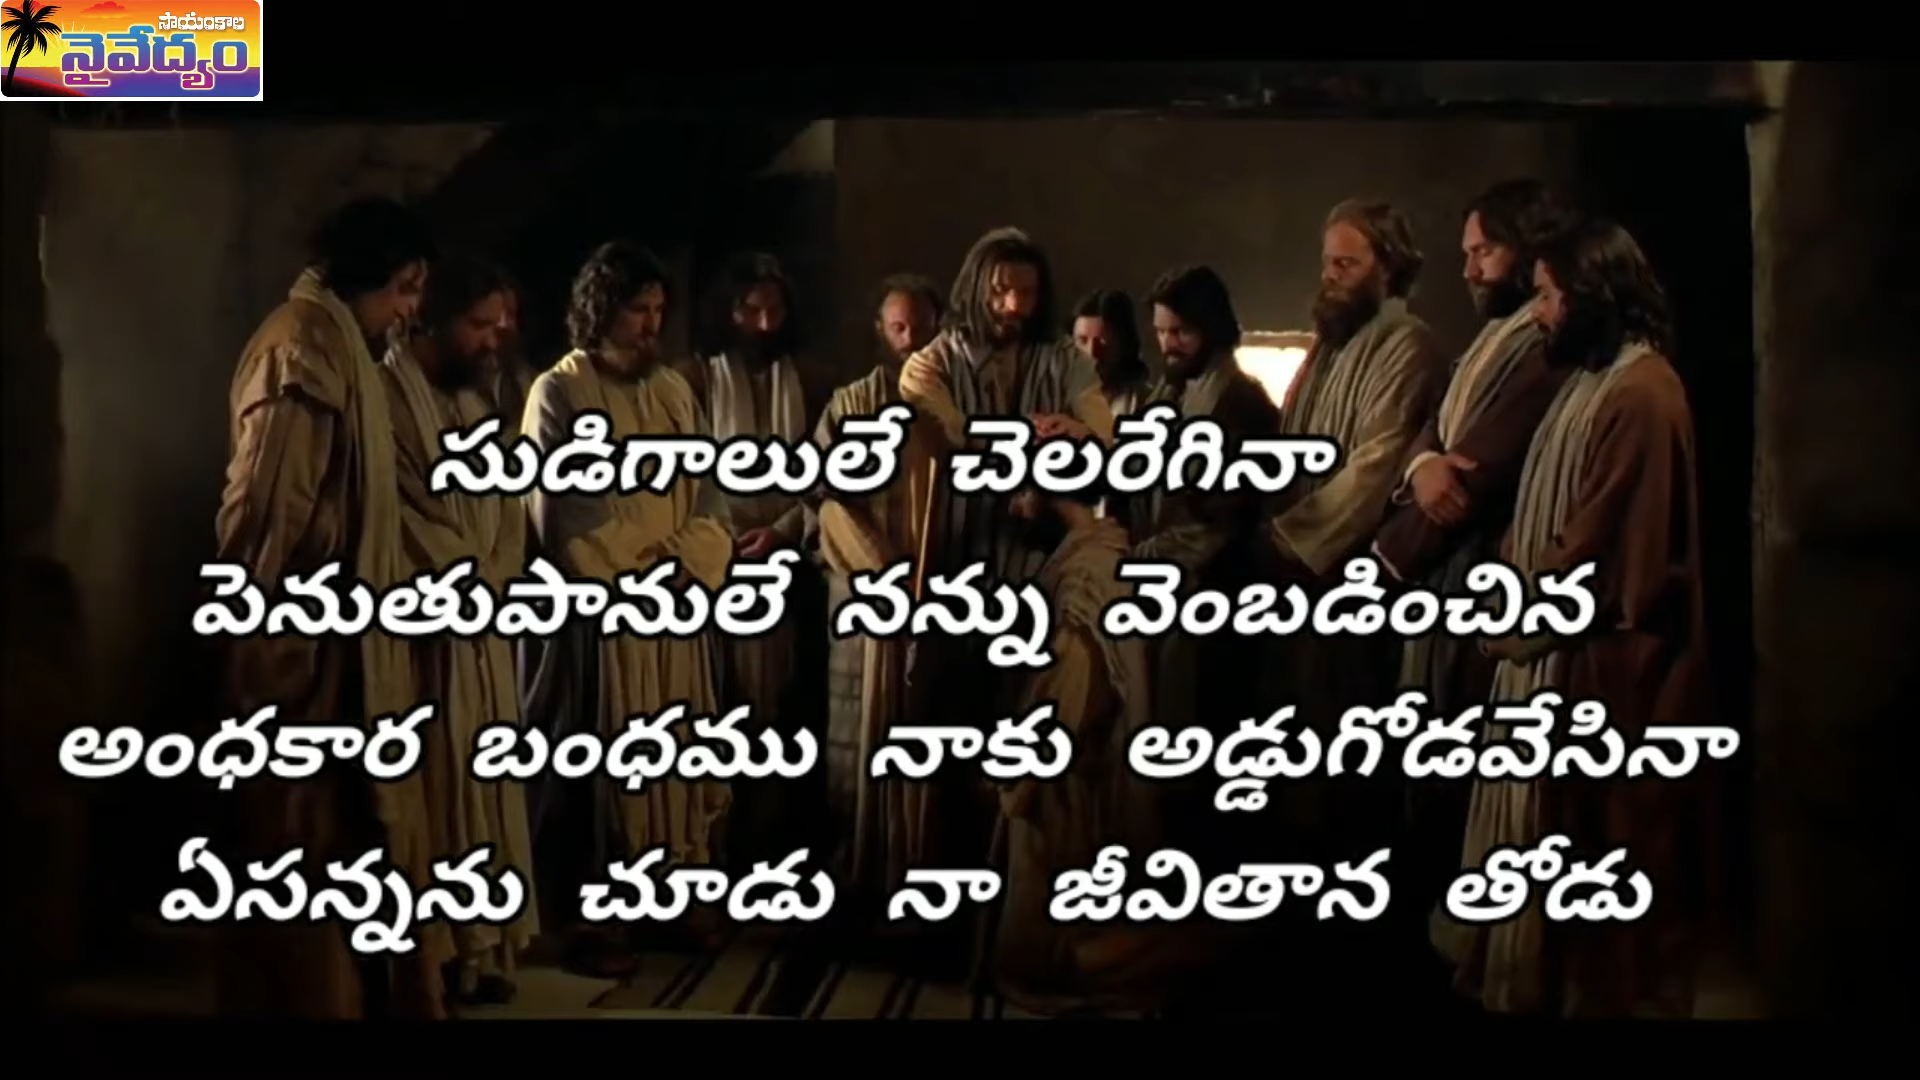 సాయంకాల
నైవేద్యం
సుడిగాలులే చెలరేగినా
పెనుతుపానులే నన్ను వెంబడించిన
అంధకార బంధము నాకు అడ్డుగోడవేసినా
ఏసన్నను చూడు నా జీవితాన తోడు